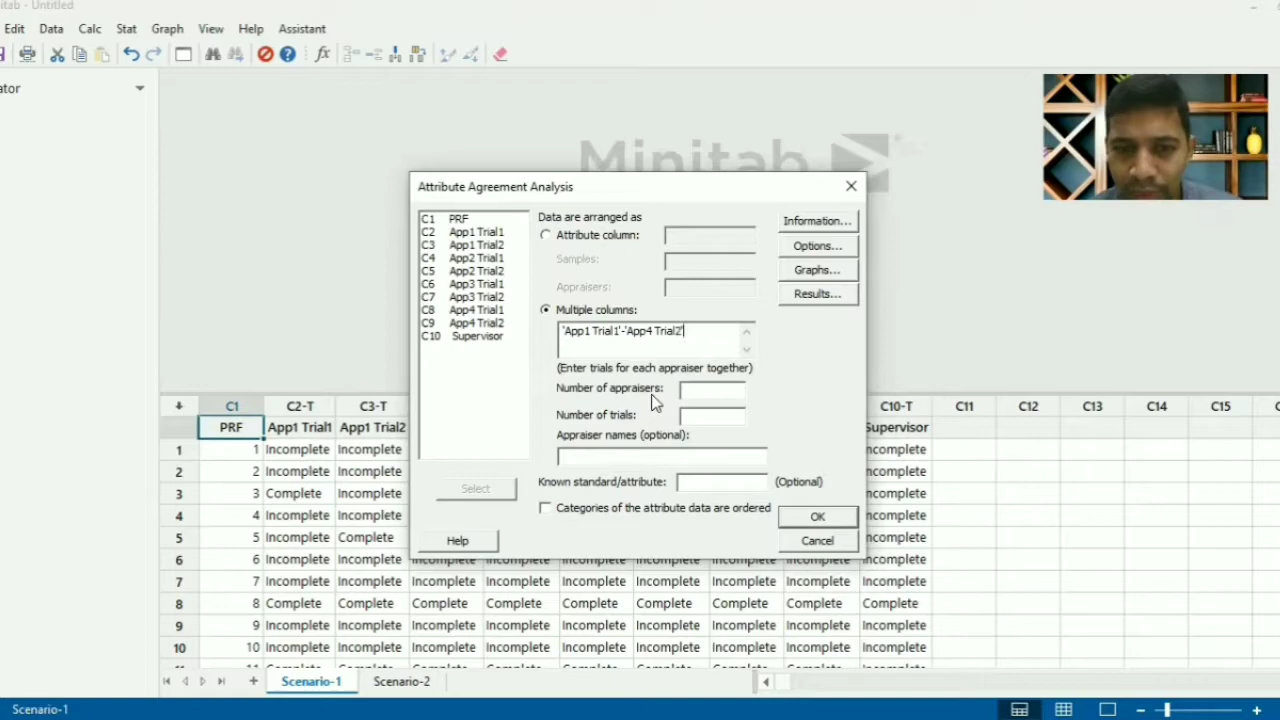 itab - Untitled
Edit Data Calc Stat Graph View Help Assistant
ator
Minitab
Attribute Agreement Analysis
C1 PRF
C2 App1 Trial1
C3 App1 Trial2
C4 App2 Trial1
C5 App2 Trial2
C6 App3 Trial1
C7 App3 Trial2
C8 App4 Trial1
C9 App4 Trial2
C10 Supervisor
Data are arranged as
Attribute column:
Samples:
Appraisers:
Multiple columns:
'App1 Trial1'-'App4 Trial2'
(Enter trials for each appraiser together)
Number of appraisers:
Number of trials:
Appraiser names (optional):
Known standard/attribute: (Optional)
Categories of the attribute data are ordered
Information...
Options...
Graphs...
Results...
Select
Help
OK
Cancel
C1 C2-T C3-T C10-T C11 C12 C13 C14 C15 C
PRF App1 Trial1 App1 Trial2 Supervisor
1 1 Incomplete Incomplete ncomplete
2 2 Incomplete Incomplete ncomplete
3 3 Complete Incomplete ncomplete
4 4 Incomplete Incomplete ncomplete
5 5 Incomplete Complete ncomplete
6 6 Incomplete Incomplete Incomplete Incomplete Incomplete Incomplete Incomplete Incomplete Incomplete
7 7 Incomplete Incomplete Incomplete Incomplete Incomplete Incomplete Incomplete Incomplete Incomplete
8 8 Complete Complete Complete Complete Complete Complete Complete Complete Complete
9 9 Incomplete Incomplete Incomplete Incomplete Incomplete Incomplete Incomplete Incomplete Incomplete
10 10 Incomplete Incomplete Incomplete Incomplete Incomplete Incomplete Incomplete Incomplete Incomplete
Scenario-1 Scenario-2
Scenario-1